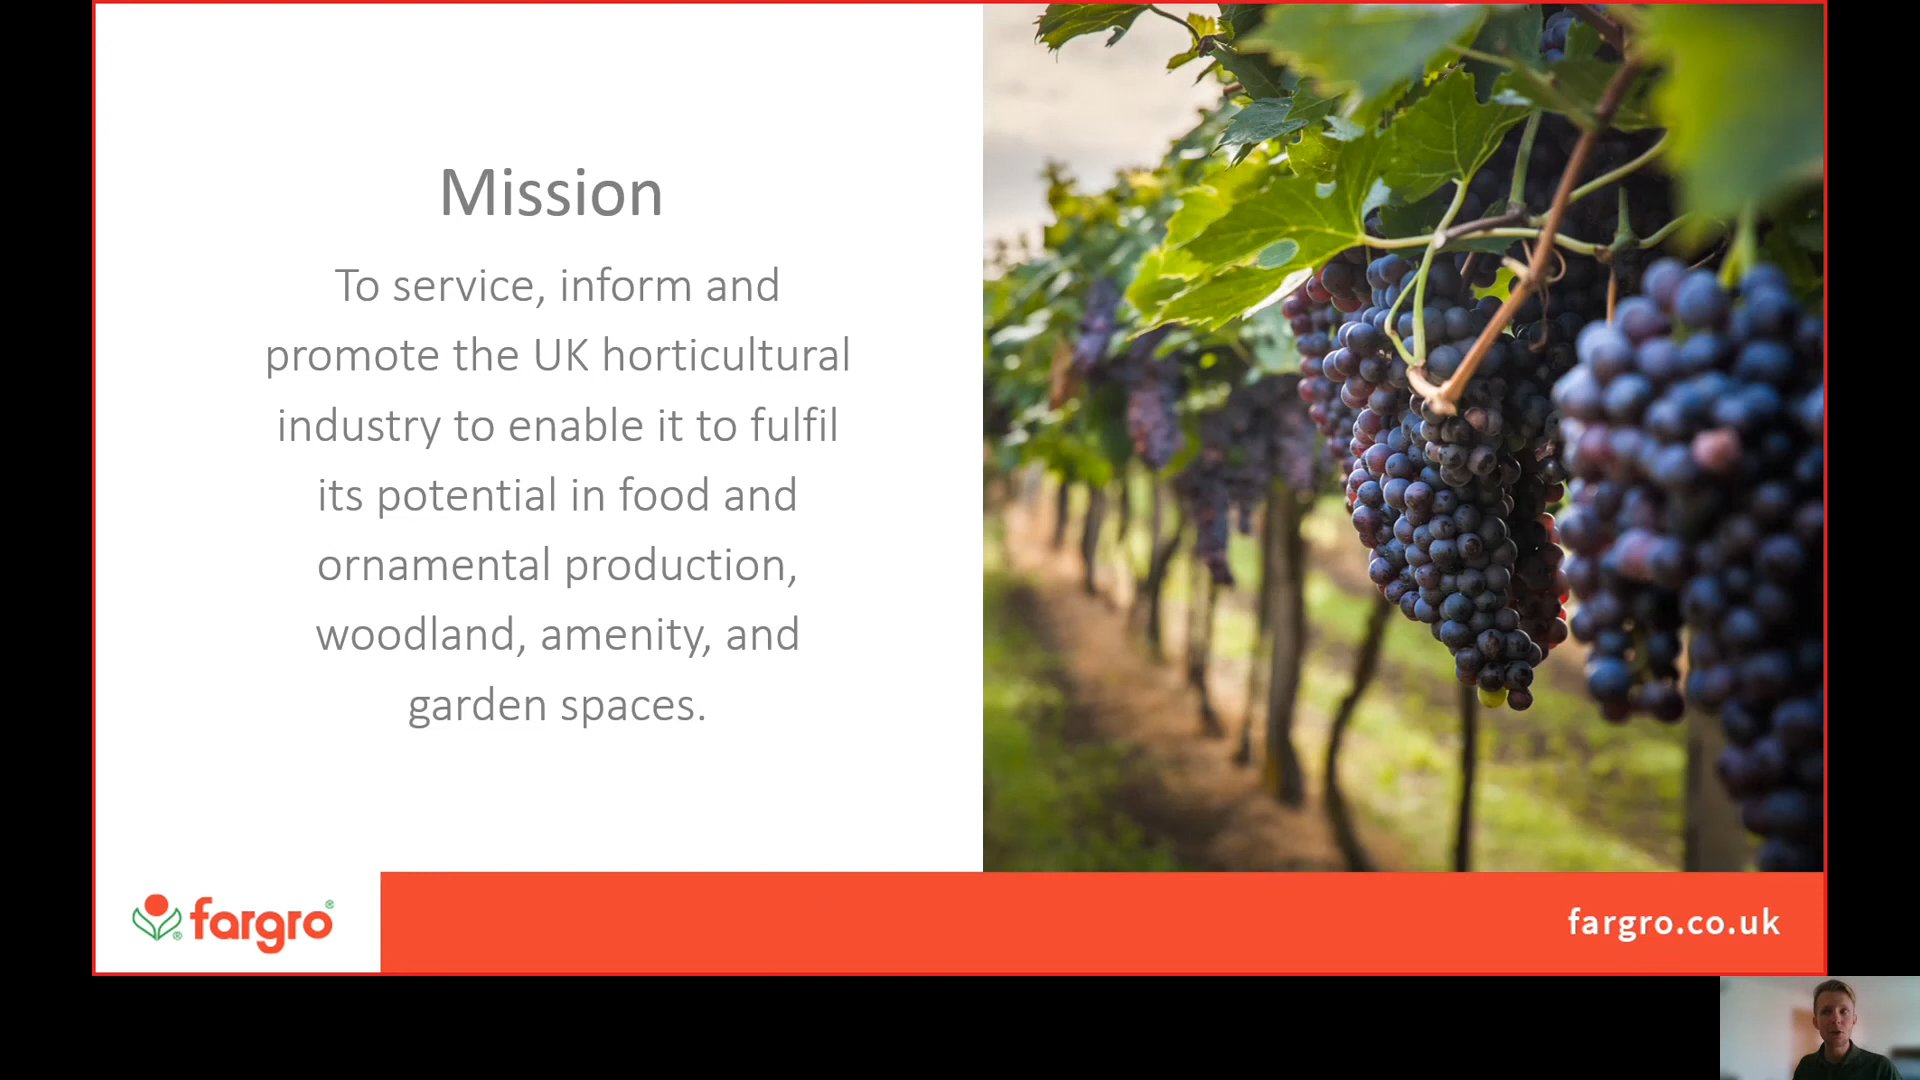 Mission
To service, inform and
promote the UK horticultural
industry to enable it to fulfil
its potential in food and
ornamental production,
woodland, amenity, and
garden spaces.
fargro®
fargro.co.uk